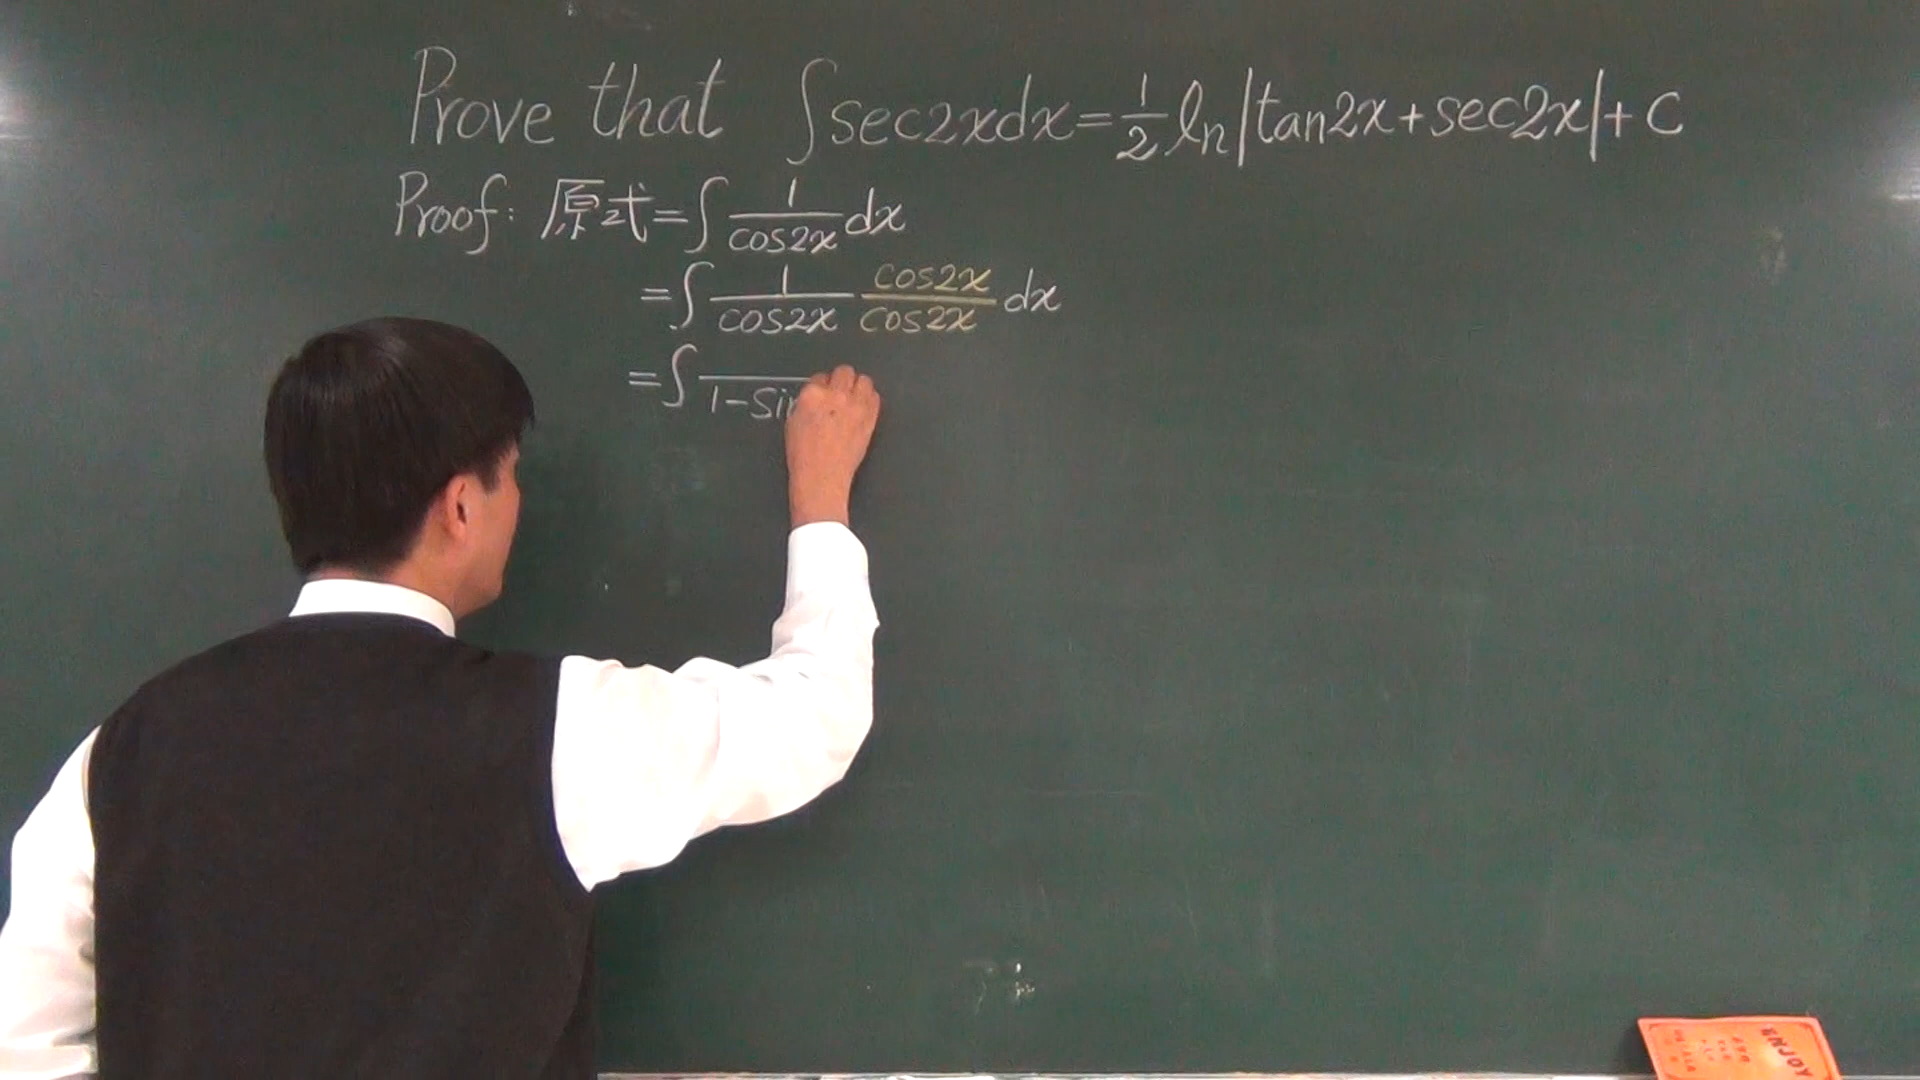 Prove that ∫sec2xdx=1/2 ln|tan2x+sec2x|+C
Proof: 原式=∫ 1/cos2x dx
=∫ 1/cos2x cos2x/cos2x dx
=∫ /1-sin
ENJOY